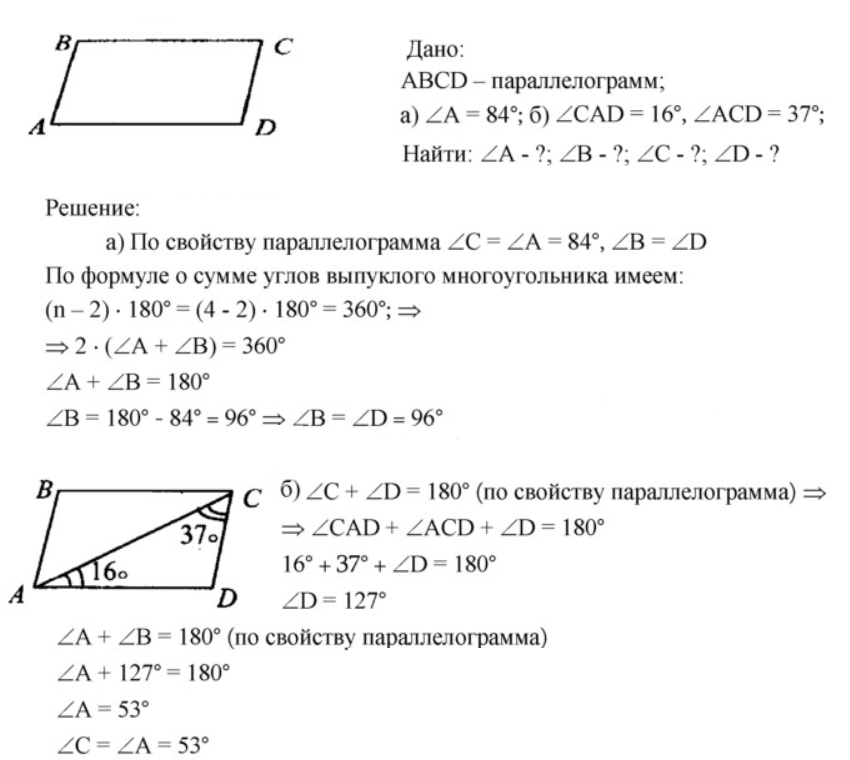 B
C
A
D
Дано:
ABCD – параллелограмм;
а) ∠A = 84°; б) ∠CAD = 16°, ∠ACD = 37°;
Найти: ∠A - ?; ∠B - ?; ∠C - ?; ∠D - ?
Решение:
а) По свойству параллелограмма ∠C = ∠A = 84°, ∠B = ∠D
По формуле о сумме углов выпуклого многоугольника имеем:
(n – 2) · 180° = (4 - 2) · 180° = 360°; ⇒
⇒ 2 · (∠A + ∠B) = 360°
∠A + ∠B = 180°
∠B = 180° - 84° = 96° ⇒ ∠B = ∠D = 96°
B
C
37°
16°
A
D
б) ∠C + ∠D = 180° (по свойству параллелограмма) ⇒
⇒ ∠CAD + ∠ACD + ∠D = 180°
16° + 37° + ∠D = 180°
∠D = 127°
∠A + ∠B = 180° (по свойству параллелограмма)
∠A + 127° = 180°
∠A = 53°
∠C = ∠A = 53°